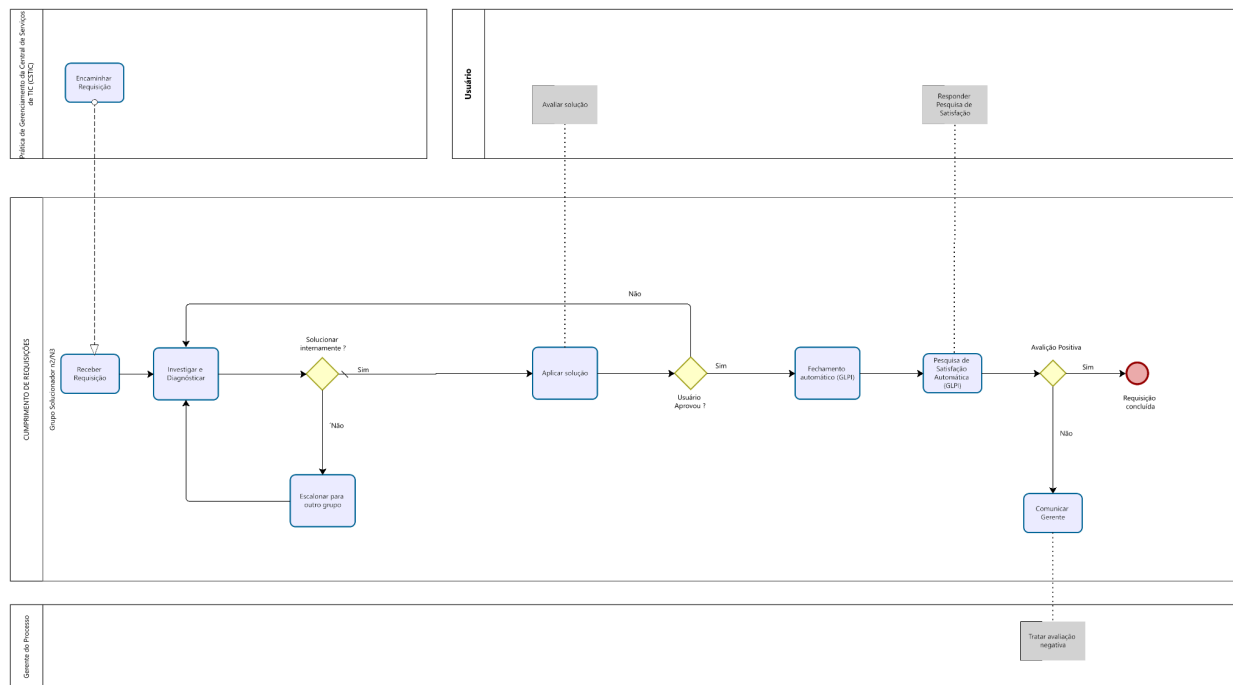 Prática de Gerenciamento da Central de Serviços
de TIC (CSTIC)
Encaminhar
Requisição
Usuário
Avaliar solução
Responder
Pesquisa de
Satisfação
CUMPRIMENTO DE REQUISIÇÕES
Grupo Solucionador n2/N3
Receber
Requisição
Investigar e
Diagnósticar
Solucionar
internamente ?
Sim
Não
Escalonar para
outro grupo
Aplicar solução
Não
Usuário
Aprovou ?
Sim
Fechamento
automático (GLPI)
Pesquisa de
Satisfação
Automática
(GLPI)
Avalição Positiva
Sim
Requisição
concluída
Não
Comunicar
Gerente
Gerente do Processo
Tratar avaliação
negativa